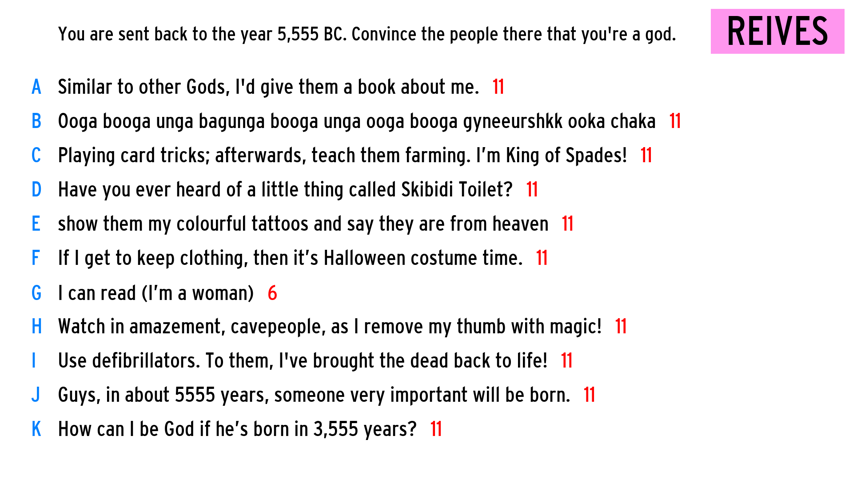 You are sent back to the year 5,555 BC. Convince the people there that you're a god.
REIVES
A Similar to other Gods, I'd give them a book about me. 11
B Ooga booga unga bagunga booga unga ooga booga gyneeurshkk ooka chaka 11
C Playing card tricks; afterwards, teach them farming. I’m King of Spades! 11
D Have you ever heard of a little thing called Skibidi Toilet? 11
E show them my colourful tattoos and say they are from heaven 11
F If I get to keep clothing, then it’s Halloween costume time. 11
G I can read (I’m a woman) 6
H Watch in amazement, cavepeople, as I remove my thumb with magic! 11
I Use defibrillators. To them, I've brought the dead back to life! 11
J Guys, in about 5555 years, someone very important will be born. 11
K How can I be God if he’s born in 3,555 years? 11